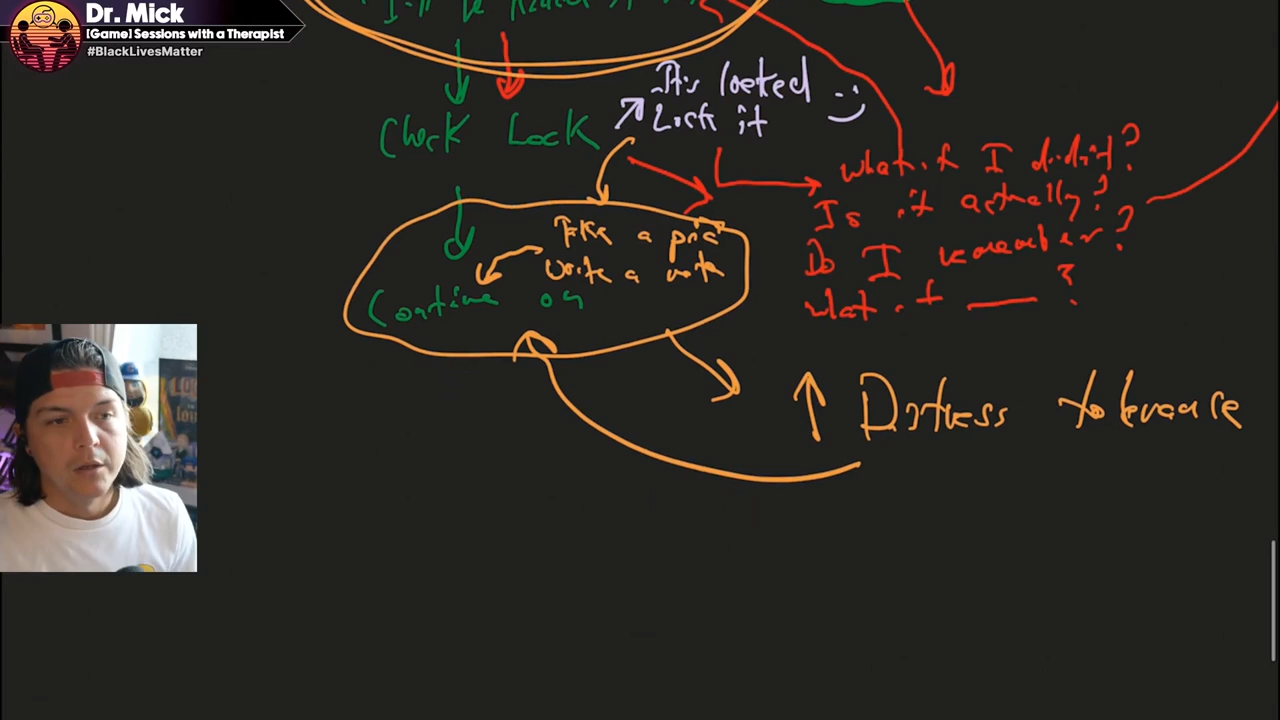 Dr. Mick
[Game] Sessions with a Therapist
#BlackLivesMatter
It's locked
Lock it
Check Lock
What if I didn't?
Is it actually?
Do I remember?
What if ___ ?
Take a pic
Write a note
Continue on
↑ Distress tolerance